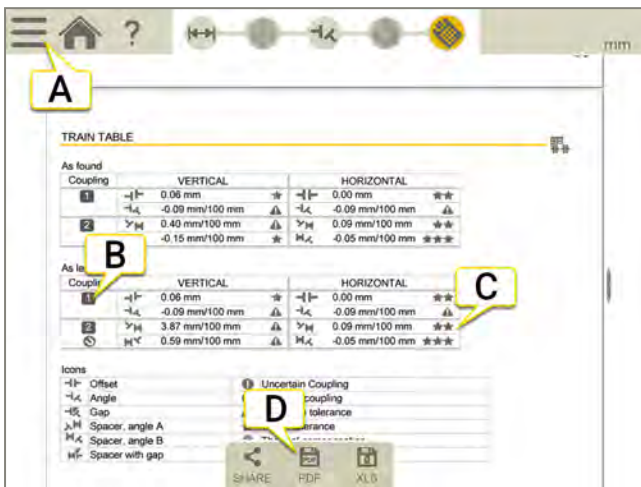 ?
mm
A
TRAIN TABLE
As found
Coupling VERTICAL HORIZONTAL
1 0.06 mm 0.00 mm
-0.09 mm/100 mm -0.09 mm/100 mm
2 0.40 mm/100 mm 0.09 mm/100 mm
-0.15 mm/100 mm -0.05 mm/100 mm
B
C
As le
Couplin VERTICAL HORIZONTAL
1 0.06 mm 0.00 mm
-0.09 mm/100 mm -0.09 mm/100 mm
2 3.87 mm/100 mm 0.09 mm/100 mm
0.59 mm/100 mm -0.05 mm/100 mm
Icons
Offset Uncertain Coupling
Angle coupling
Gap tolerance
Spacer, angle A erance
Spacer, angle B
Spacer with gap
D
SHARE PDF XLS